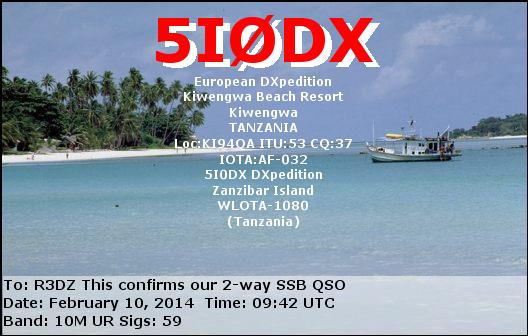 5IØDX
European DXpedition
Kiwengwa Beach Resort
Kiwengwa
TANZANIA
Loc:KI94QA ITU:53 CQ:37
IOTA:AF-032
5I0DX DXpedition
Zanzibar Island
WLOTA-1080
(Tanzania)
To: R3DZ This confirms our 2-way SSB QSO
Date: February 10, 2014 Time: 09:42 UTC
Band: 10M UR Sigs: 59